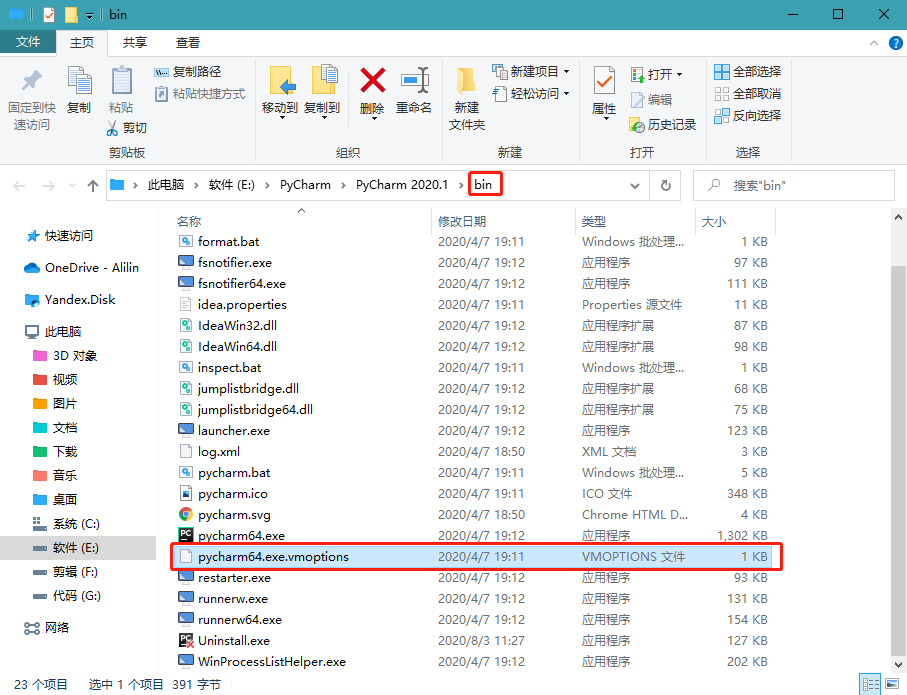 bin
文件 主页 共享 查看
固定到快速访问
复制
粘贴
复制路径
粘贴快捷方式
剪切
剪贴板
移动到
复制到
删除
重命名
组织
新建文件夹
新建项目
轻松访问
新建
属性
打开
编辑
历史记录
打开
全部选择
全部取消
反向选择
选择
此电脑 › 软件 (E:) › PyCharm › PyCharm 2020.1 › bin
搜索"bin"
快速访问
OneDrive - Alilin
Yandex.Disk
此电脑
3D 对象
视频
图片
文档
下载
音乐
桌面
系统 (C:)
软件 (E:)
剪辑 (F:)
代码 (G:)
网络
名称 修改日期 类型 大小
format.bat 2020/4/7 19:11 Windows 批处理... 1 KB
fsnotifier.exe 2020/4/7 19:12 应用程序 97 KB
fsnotifier64.exe 2020/4/7 19:12 应用程序 111 KB
idea.properties 2020/4/7 19:11 Properties 源文件 11 KB
IdeaWin32.dll 2020/4/7 19:12 应用程序扩展 87 KB
IdeaWin64.dll 2020/4/7 19:12 应用程序扩展 98 KB
inspect.bat 2020/4/7 19:11 Windows 批处理... 1 KB
jumplistbridge.dll 2020/4/7 19:12 应用程序扩展 68 KB
jumplistbridge64.dll 2020/4/7 19:12 应用程序扩展 75 KB
launcher.exe 2020/4/7 19:12 应用程序 123 KB
log.xml 2020/4/7 18:50 XML 文档 3 KB
pycharm.bat 2020/4/7 19:11 Windows 批处理... 5 KB
pycharm.ico 2020/4/7 19:11 ICO 文件 348 KB
pycharm.svg 2020/4/7 18:50 Chrome HTML D... 4 KB
pycharm64.exe 2020/4/7 19:12 应用程序 1,302 KB
pycharm64.exe.vmoptions 2020/4/7 19:11 VMOPTIONS 文件 1 KB
restarter.exe 2020/4/7 19:12 应用程序 93 KB
runnerw.exe 2020/4/7 19:12 应用程序 131 KB
runnerw64.exe 2020/4/7 19:12 应用程序 154 KB
Uninstall.exe 2020/8/3 11:27 应用程序 127 KB
WinProcessListHelper.exe 2020/4/7 19:12 应用程序 202 KB
23 个项目 选中 1 个项目 391 字节